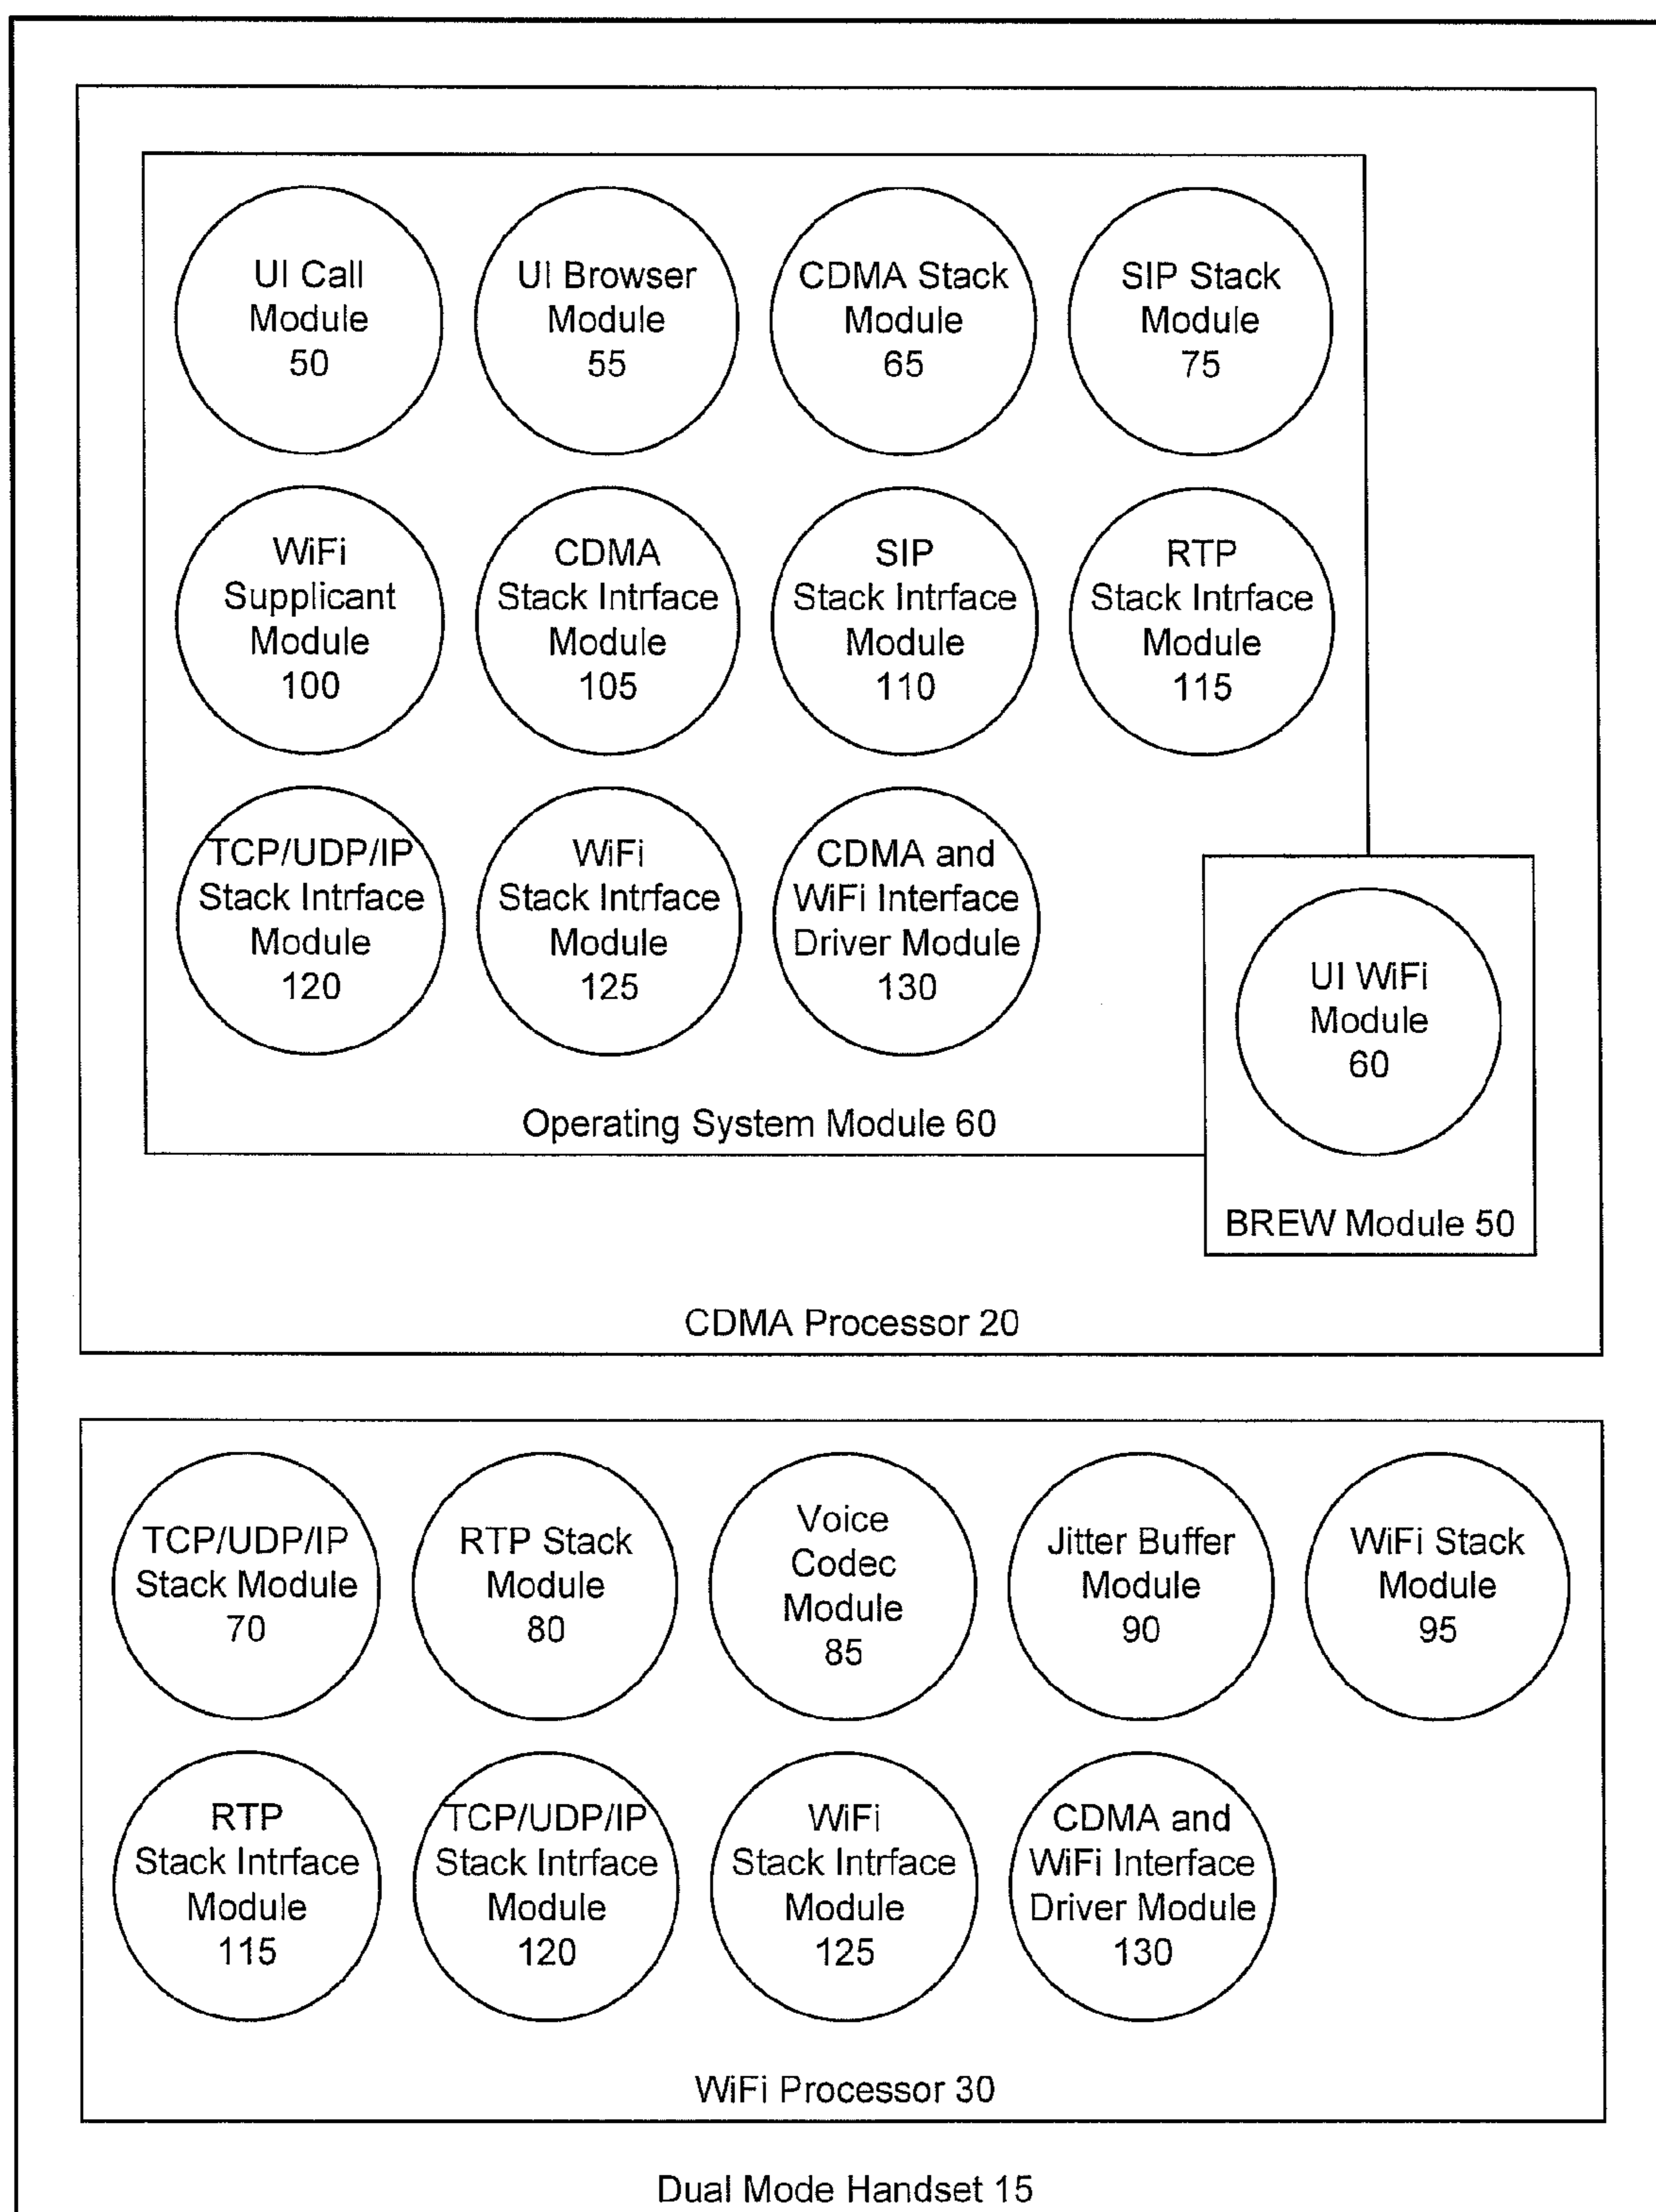 UI Call
Module
50
UI Browser
Module
55
CDMA Stack
Module
65
SIP Stack
Module
75
WiFi
Supplicant
Module
100
CDMA
Stack Intrface
Module
105
SIP
Stack Intrface
Module
110
RTP
Stack Intrface
Module
115
TCP/UDP/IP
Stack Intrface
Module
120
WiFi
Stack Intrface
Module
125
CDMA and
WiFi Interface
Driver Module
130
UI WiFi
Module
60
Operating System Module 60
BREW Module 50
CDMA Processor 20
TCP/UDP/IP
Stack Module
70
RTP Stack
Module
80
Voice
Codec
Module
85
Jitter Buffer
Module
90
WiFi Stack
Module
95
RTP
Stack Intrface
Module
115
TCP/UDP/IP
Stack Intrface
Module
120
WiFi
Stack Intrface
Module
125
CDMA and
WiFi Interface
Driver Module
130
WiFi Processor 30
Dual Mode Handset 15